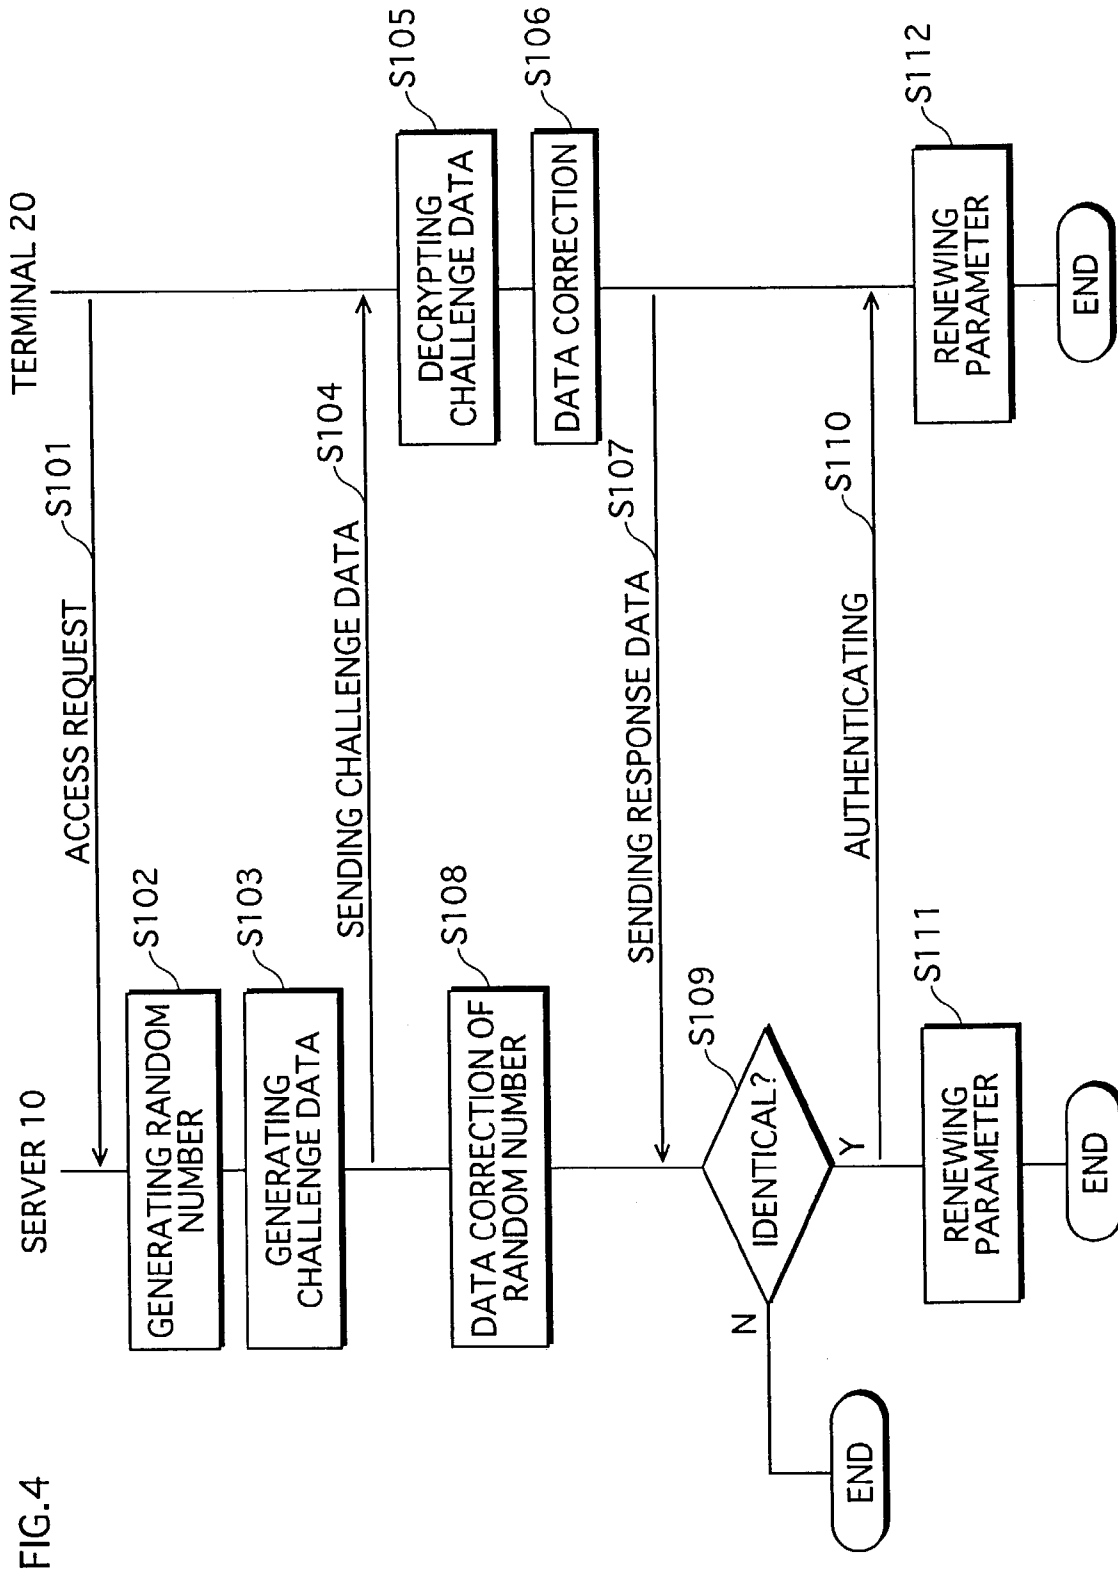 FIG.4
SERVER 10
TERMINAL 20
ACCESS REQUEST
S101
GENERATING RANDOM
NUMBER
S102
GENERATING
CHALLENGE DATA
S103
SENDING CHALLENGE DATA
S104
DECRYPTING
CHALLENGE DATA
S105
DATA CORRECTION OF
RANDOM NUMBER
S108
DATA CORRECTION
S106
SENDING RESPONSE DATA
S107
IDENTICAL?
S109
N
Y
END
AUTHENTICATING
S110
RENEWING
PARAMETER
S111
RENEWING
PARAMETER
S112
END
END